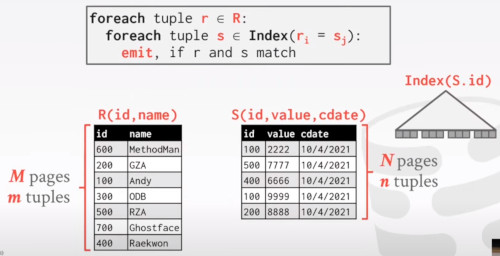 foreach tuple r ∈ R:
foreach tuple s ∈ Index(rᵢ = sⱼ):
emit, if r and s match
Index(S.id)
R(id,name)
id name
600 MethodMan
200 GZA
100 Andy
300 ODB
500 RZA
700 Ghostface
400 Raekwon
M pages
m tuples
S(id,value,cdate)
id value cdate
100 2222 10/4/2021
500 7777 10/4/2021
400 6666 10/4/2021
100 9999 10/4/2021
200 8888 10/4/2021
N pages
n tuples